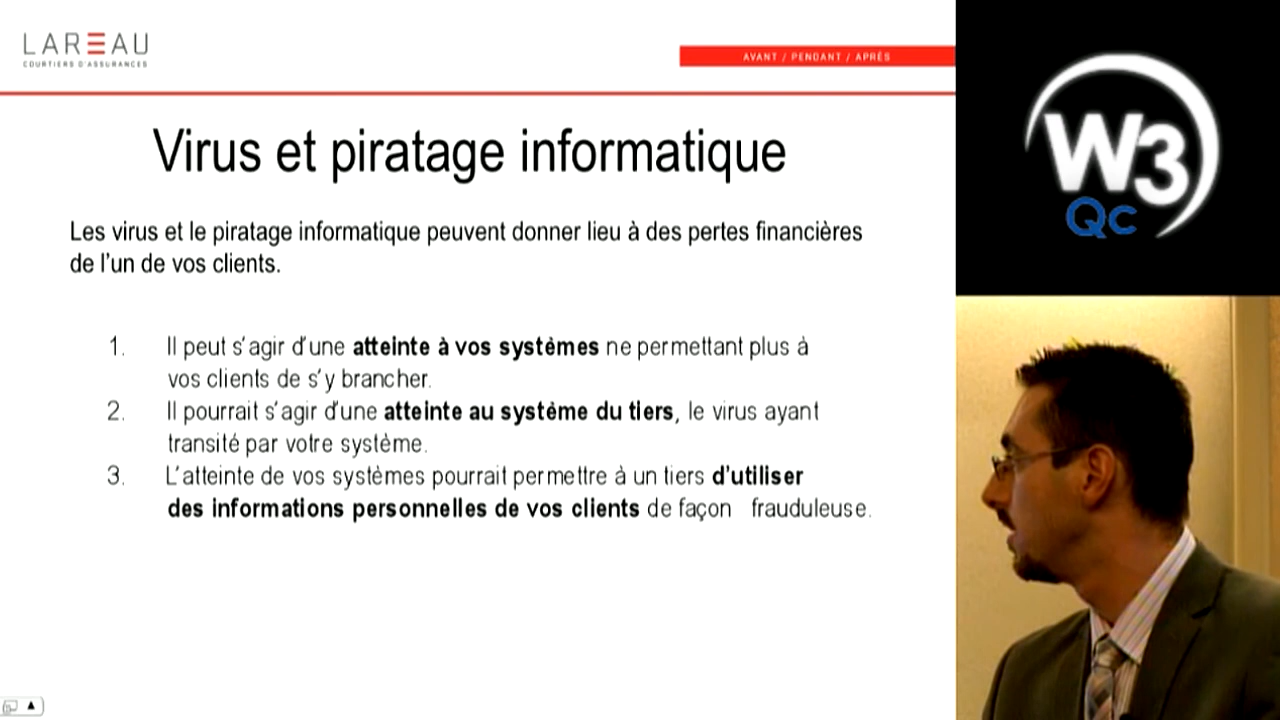 LAREAU
COURTIERS D'ASSURANCES
AVANT / PENDANT / APRÈS
Virus et piratage informatique
Les virus et le piratage informatique peuvent donner lieu à des pertes financières
de l'un de vos clients.
1. Il peut s'agir d'une atteinte à vos systèmes ne permettant plus à
vos clients de s'y brancher.
2. Il pourrait s'agir d'une atteinte au système du tiers, le virus ayant
transité par votre système.
3. L'atteinte de vos systèmes pourrait permettre à un tiers d'utiliser
des informations personnelles de vos clients de façon frauduleuse.
W3
Qc